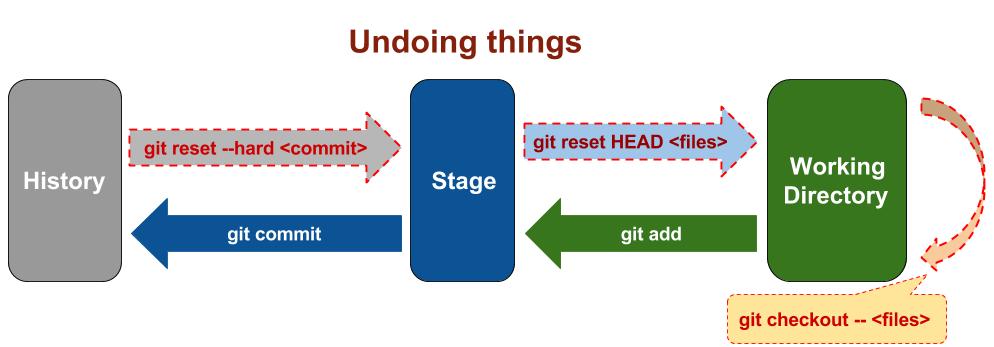 Undoing things
History
git reset --hard <commit>
git commit
Stage
git reset HEAD <files>
git add
Working
Directory
git checkout -- <files>